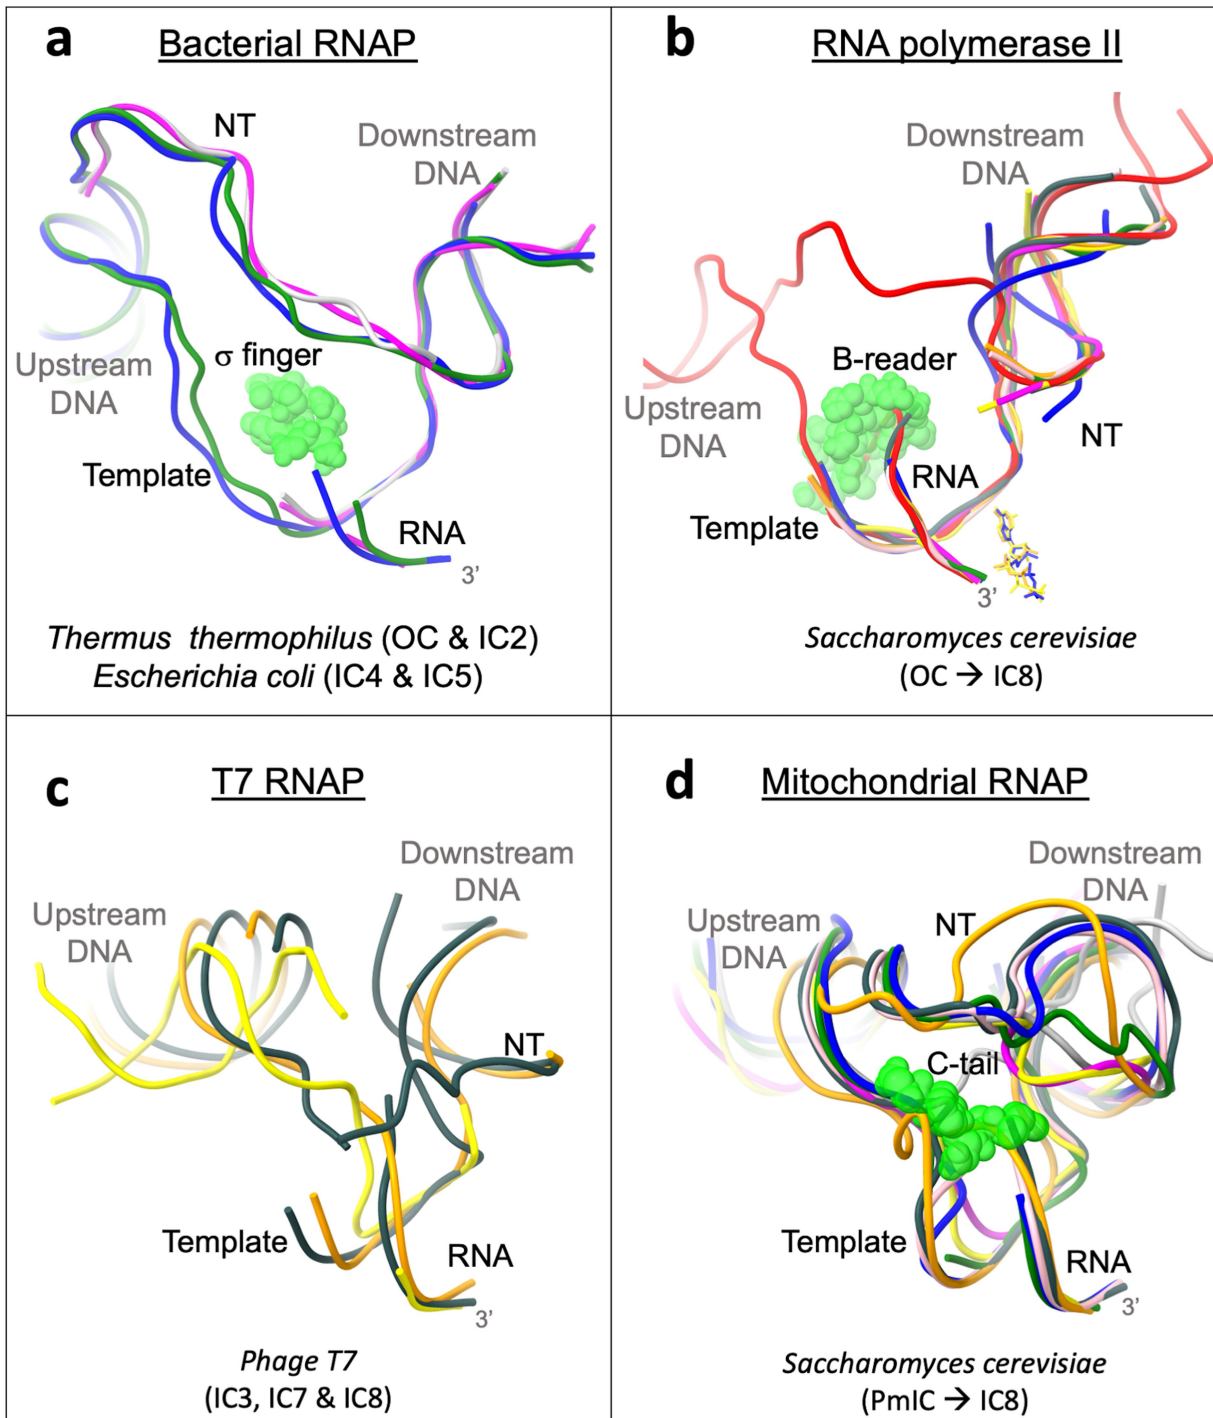 a Bacterial RNAP
NT
Downstream
DNA
Upstream
DNA
σ finger
Template
RNA
3’
Thermus thermophilus (OC & IC2)
Escherichia coli (IC4 & IC5)
b RNA polymerase II
Downstream
DNA
B-reader
Upstream
DNA
NT
RNA
Template
3’
Saccharomyces cerevisiae
(OC → IC8)
c T7 RNAP
Downstream
DNA
Upstream
DNA
NT
Template
RNA
3’
Phage T7
(IC3, IC7 & IC8)
d Mitochondrial RNAP
Downstream
DNA
Upstream
DNA
NT
C-tail
Template
RNA
3’
Saccharomyces cerevisiae
(PmIC → IC8)